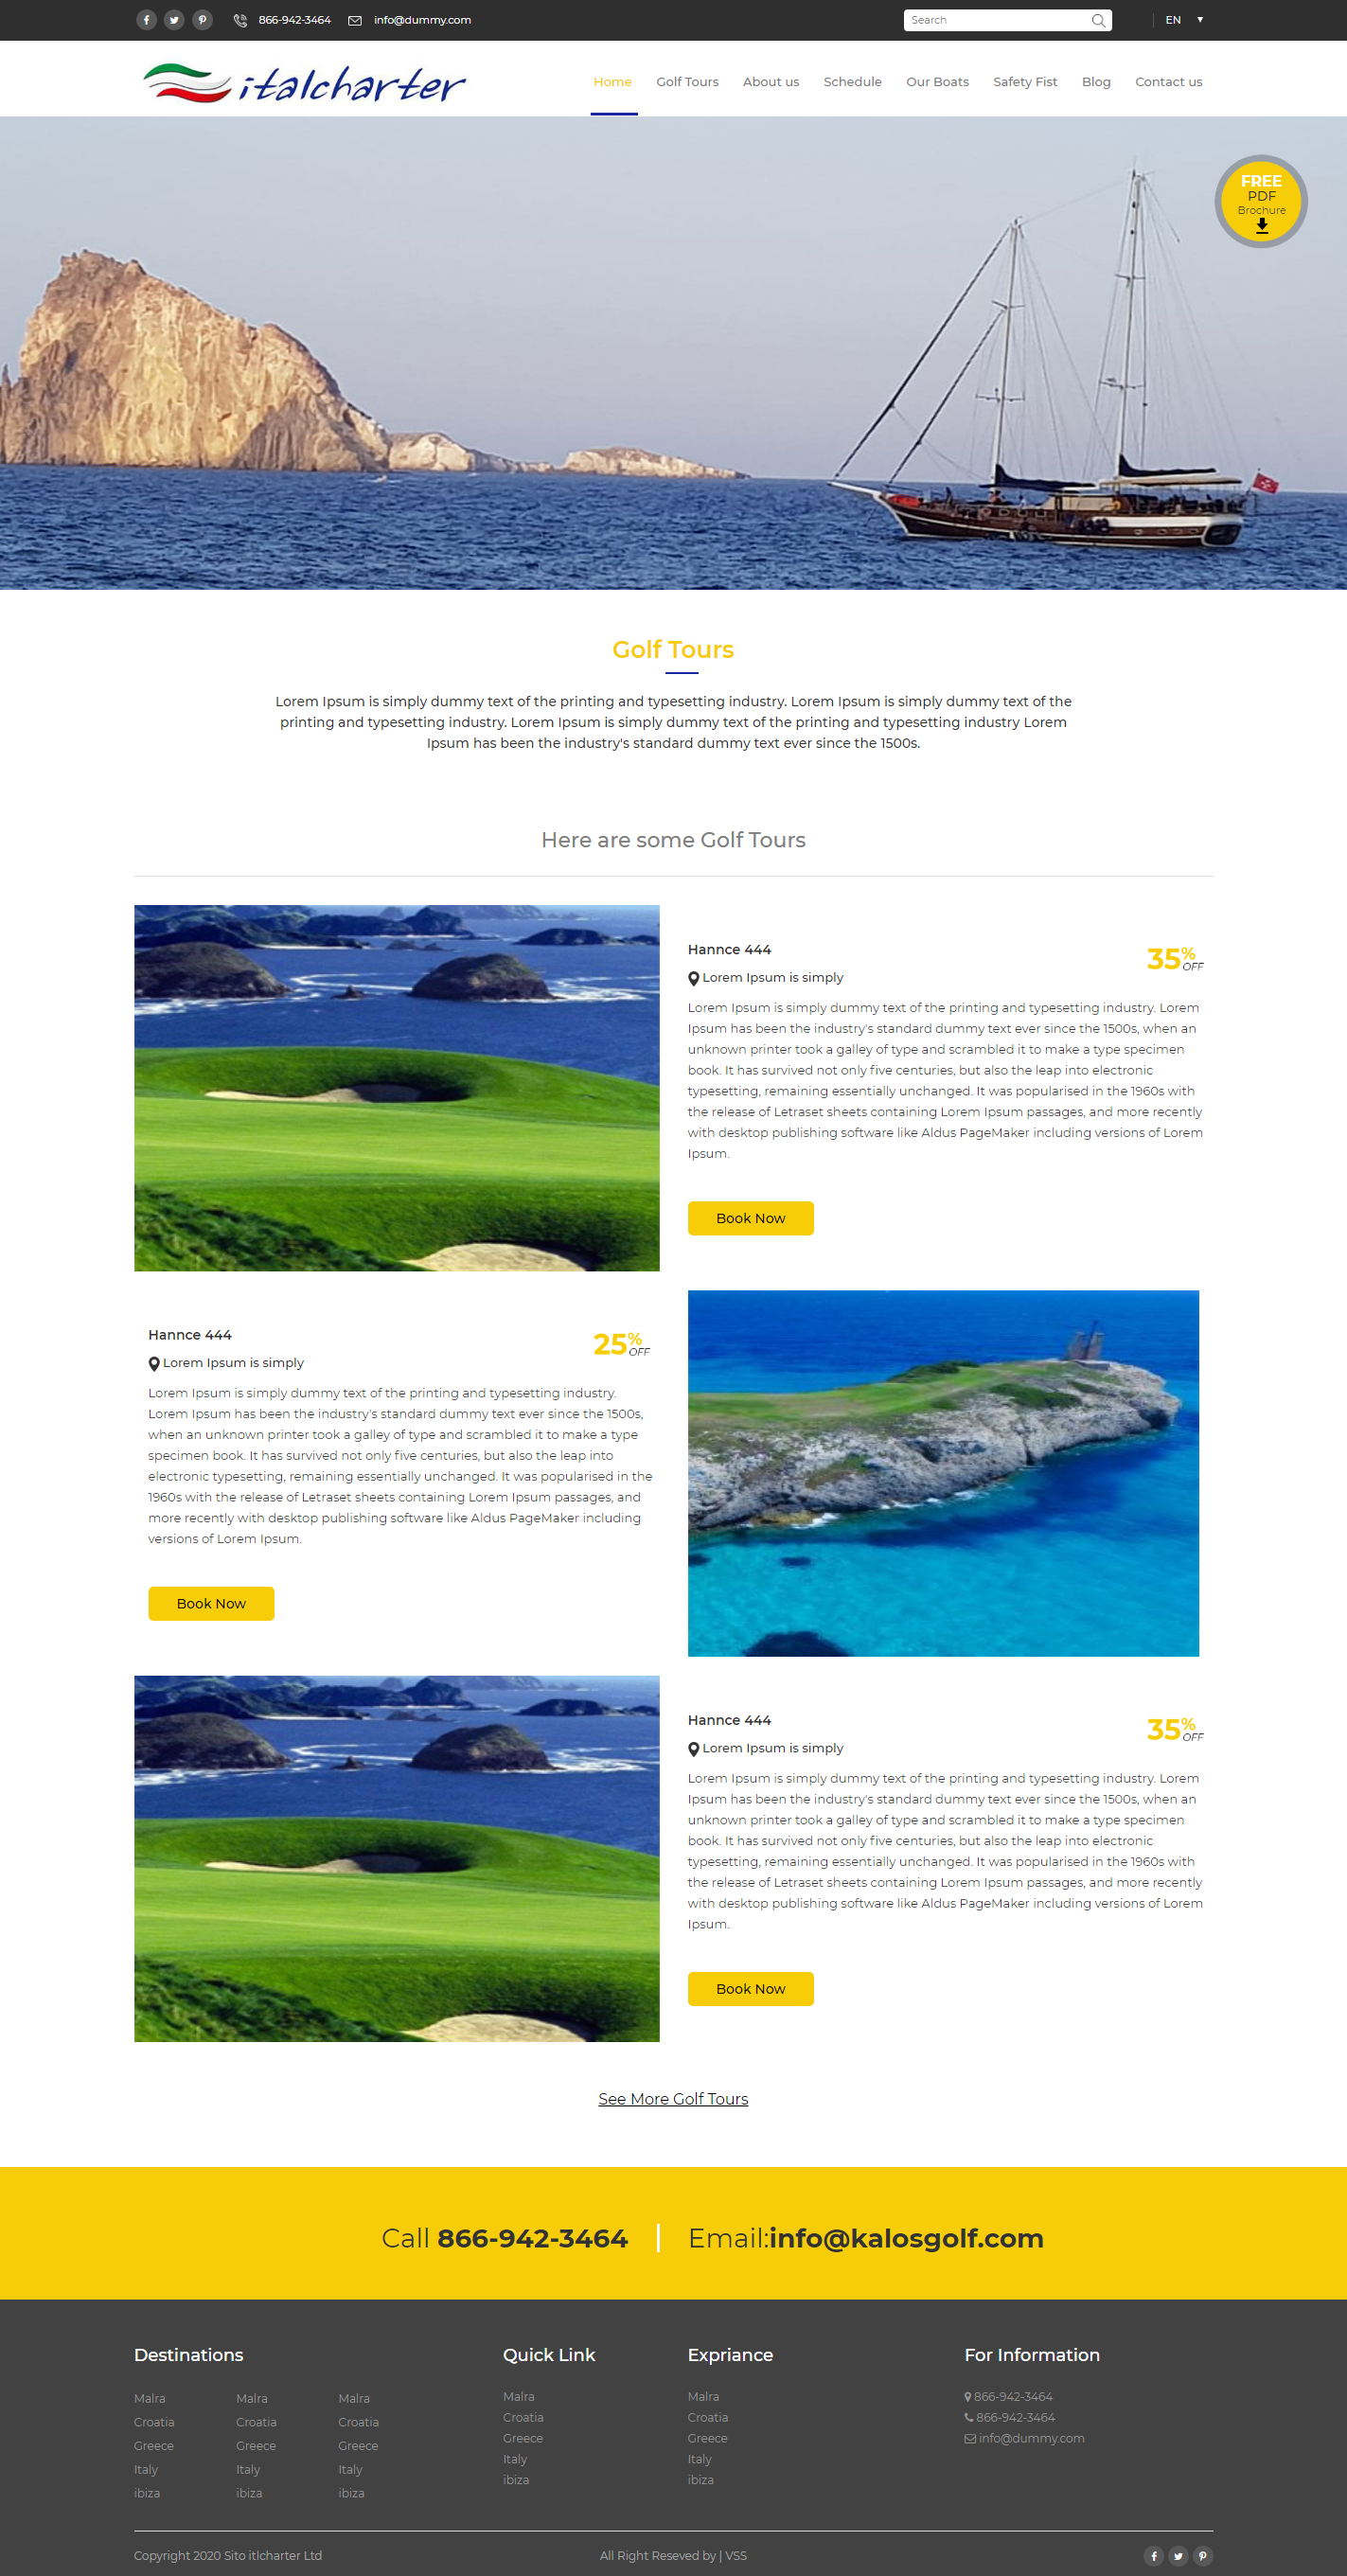 866-942-3464 info@dummy.com Search EN
italcharter
Home Golf Tours About us Schedule Our Boats Safety Fist Blog Contact us
FREE
PDF
Brochure
Golf Tours
Lorem Ipsum is simply dummy text of the printing and typesetting industry. Lorem Ipsum is simply dummy text of the
printing and typesetting industry. Lorem Ipsum is simply dummy text of the printing and typesetting industry Lorem
Ipsum has been the industry's standard dummy text ever since the 1500s.
Here are some Golf Tours
Hannce 444
35% OFF
Lorem Ipsum is simply
Lorem Ipsum is simply dummy text of the printing and typesetting industry. Lorem
Ipsum has been the industry's standard dummy text ever since the 1500s, when an
unknown printer took a galley of type and scrambled it to make a type specimen
book. It has survived not only five centuries, but also the leap into electronic
typesetting, remaining essentially unchanged. It was popularised in the 1960s with
the release of Letraset sheets containing Lorem Ipsum passages, and more recently
with desktop publishing software like Aldus PageMaker including versions of Lorem
Ipsum.
Book Now
Hannce 444
25% OFF
Lorem Ipsum is simply
Lorem Ipsum is simply dummy text of the printing and typesetting industry.
Lorem Ipsum has been the industry's standard dummy text ever since the 1500s,
when an unknown printer took a galley of type and scrambled it to make a type
specimen book. It has survived not only five centuries, but also the leap into
electronic typesetting, remaining essentially unchanged. It was popularised in the
1960s with the release of Letraset sheets containing Lorem Ipsum passages, and
more recently with desktop publishing software like Aldus PageMaker including
versions of Lorem Ipsum.
Book Now
Hannce 444
35% OFF
Lorem Ipsum is simply
Lorem Ipsum is simply dummy text of the printing and typesetting industry. Lorem
Ipsum has been the industry's standard dummy text ever since the 1500s, when an
unknown printer took a galley of type and scrambled it to make a type specimen
book. It has survived not only five centuries, but also the leap into electronic
typesetting, remaining essentially unchanged. It was popularised in the 1960s with
the release of Letraset sheets containing Lorem Ipsum passages, and more recently
with desktop publishing software like Aldus PageMaker including versions of Lorem
Ipsum.
Book Now
See More Golf Tours
Call 866-942-3464 Email:info@kalosgolf.com
Destinations
Malra Malra Malra
Croatia Croatia Croatia
Greece Greece Greece
Italy Italy Italy
ibiza ibiza ibiza
Quick Link
Malra
Croatia
Greece
Italy
ibiza
Expriance
Malra
Croatia
Greece
Italy
ibiza
For Information
866-942-3464
866-942-3464
info@dummy.com
Copyright 2020 Sito itlcharter Ltd All Right Reseved by | VSS